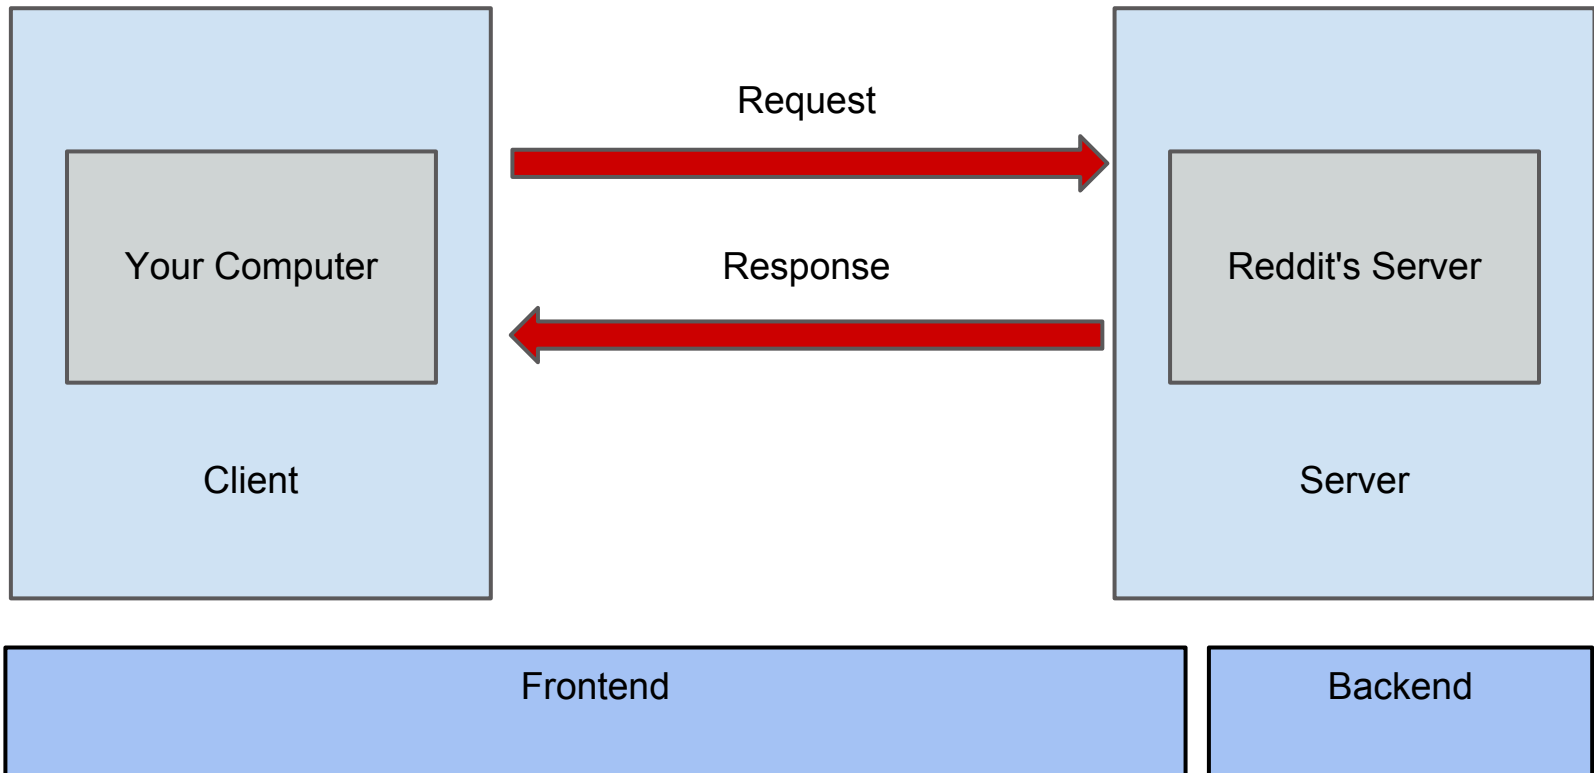 Request
Your Computer
Response
Reddit's Server
Client
Server
Frontend
Backend